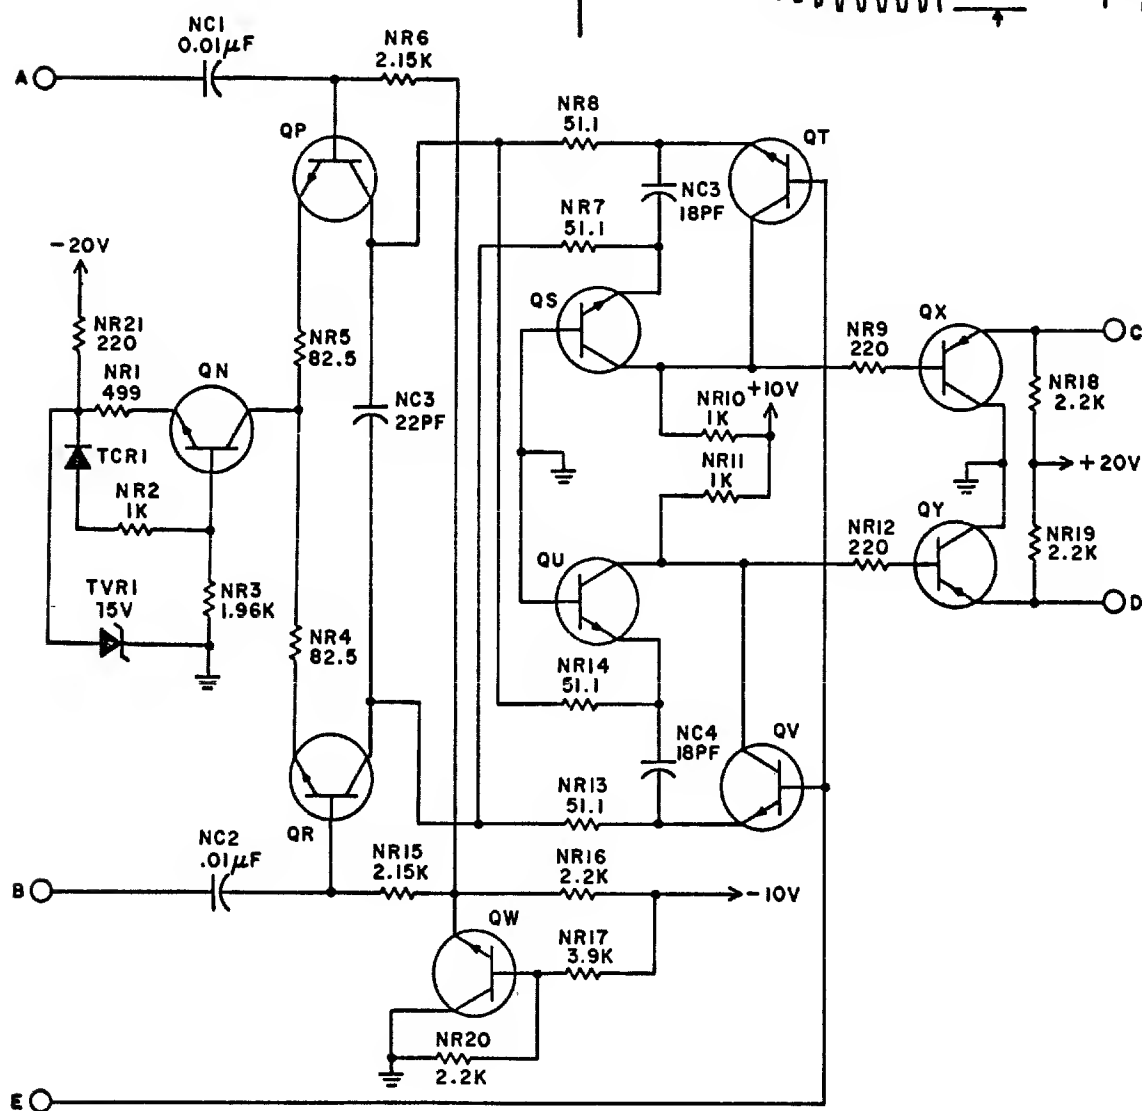 NC1
0.01µF
NR6
2.15K
A
QP
NR8
51.1
QT
NC3
18PF
NR7
51.1
-20V
NR21
220
NR1
499
QN
NR5
82.5
QS
QX
C
NR9
220
NR10
1K
+10V
NR18
2.2K
NC3
22PF
TCR1
NR2
1K
NR11
1K
+20V
QY
NR12
220
NR19
2.2K
QU
TVR1
15V
NR3
1.96K
D
NR4
82.5
NR14
51.1
NC4
18PF
QV
NR13
51.1
QR
NC2
.01µF
NR15
2.15K
NR16
2.2K
B
-10V
QW
NR17
3.9K
NR20
2.2K
E